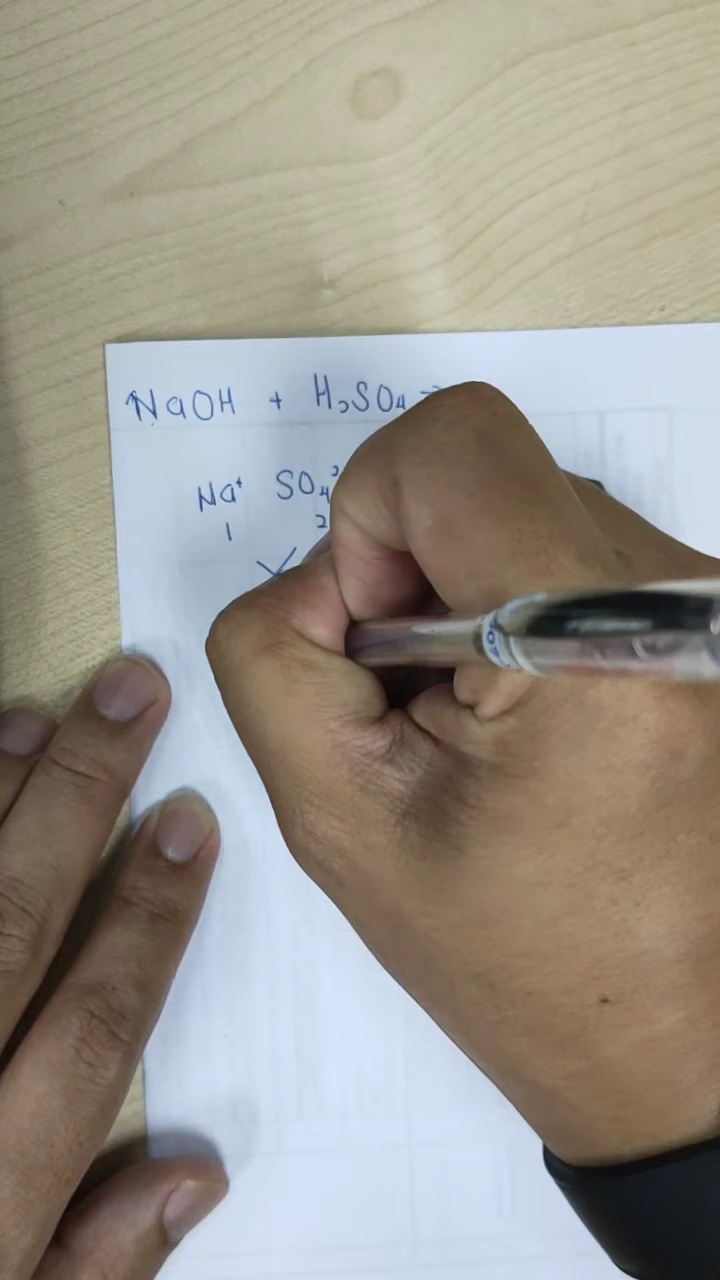 NaOH + H₂SO₄ →
Na⁺ SO₄²
1 2